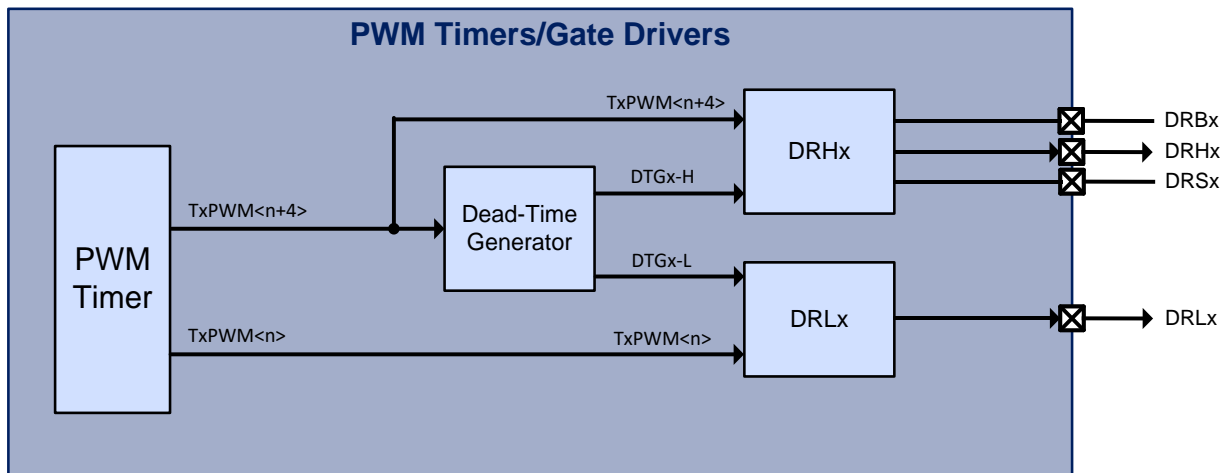 PWM Timers/Gate Drivers
TxPWM<n+4>
DRHx
DRBx
DRHx
DRSx
DTGx-H
TxPWM<n+4>
Dead-Time
Generator
PWM
Timer
DTGx-L
DRLx
DRLx
TxPWM<n>
TxPWM<n>